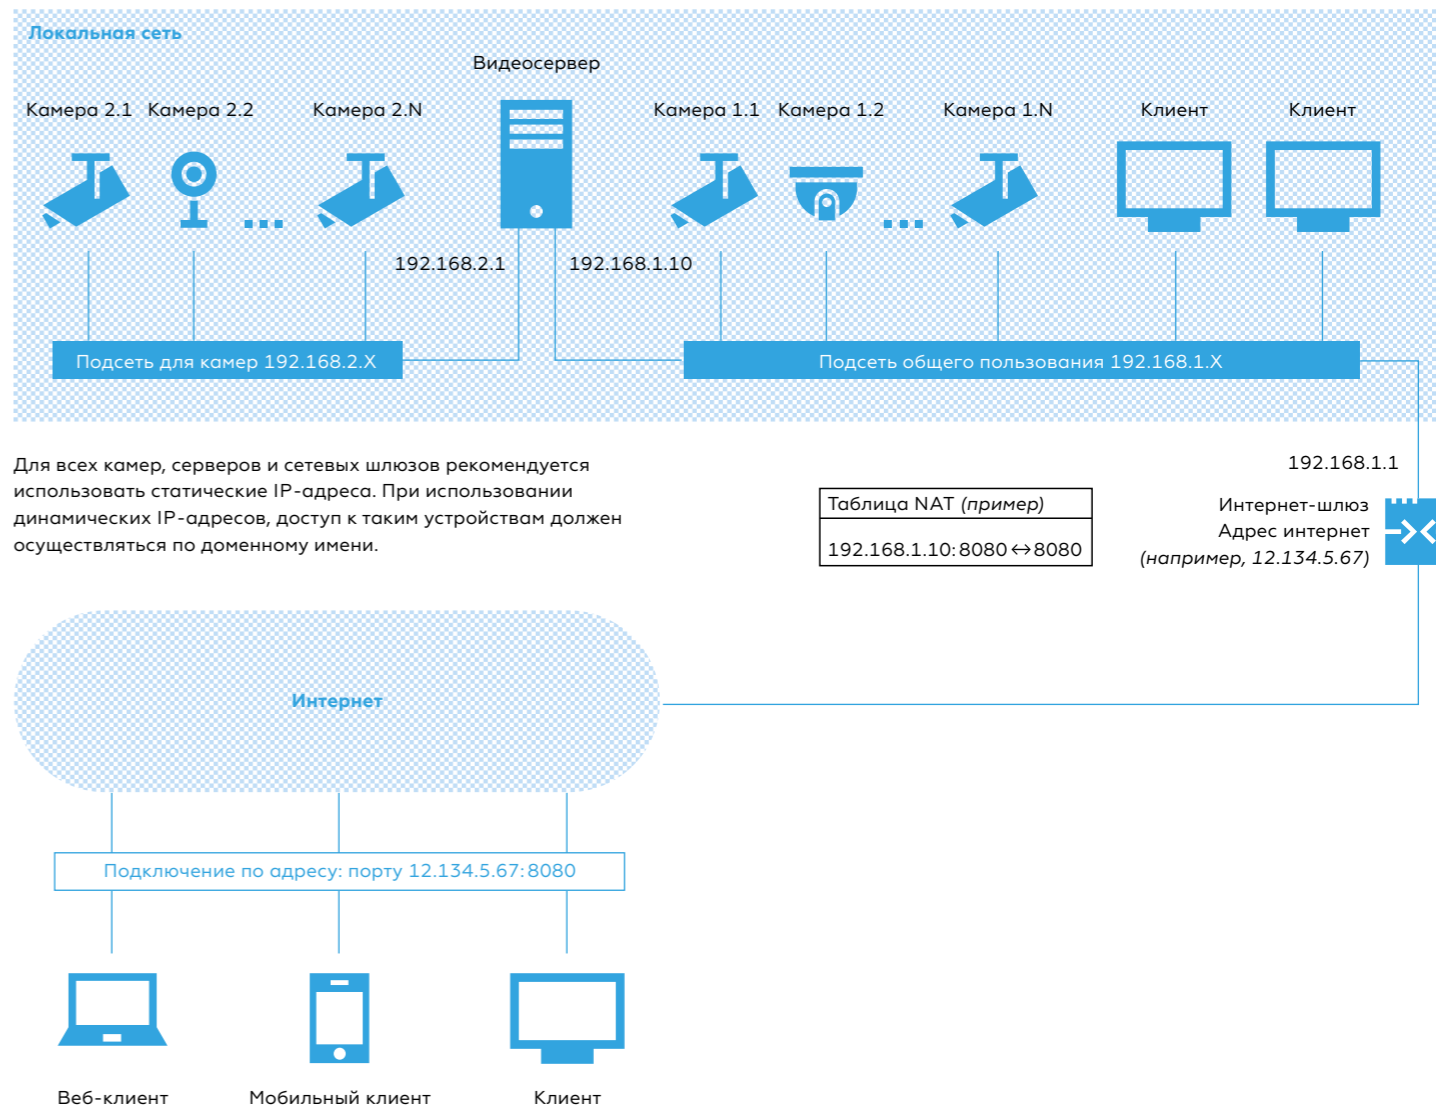 Локальная сеть
Видеосервер
Камера 2.1 Камера 2.2 Камера 2.N Камера 1.1 Камера 1.2 Камера 1.N Клиент Клиент
192.168.2.1 192.168.1.10
Подсеть для камер 192.168.2.X Подсеть общего пользования 192.168.1.X
Для всех камер, серверов и сетевых шлюзов рекомендуется
использовать статические IP-адреса. При использовании
динамических IP-адресов, доступ к таким устройствам должен
осуществляться по доменному имени.
Таблица NAT (пример)
192.168.1.10:8080↔8080
192.168.1.1
Интернет-шлюз
Адрес интернет
(например, 12.134.5.67)
Интернет
Подключение по адресу: порту 12.134.5.67:8080
Веб-клиент Мобильный клиент Клиент